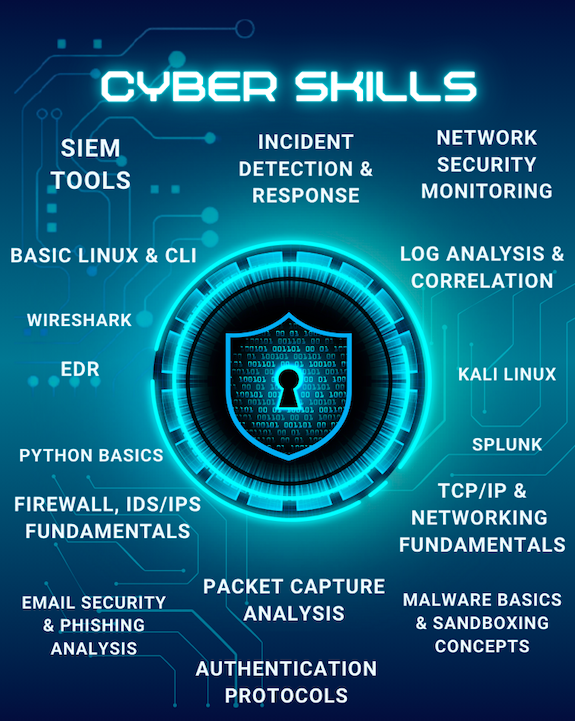 CYBER SKILLS
SIEM
TOOLS
INCIDENT
DETECTION &
RESPONSE
NETWORK
SECURITY
MONITORING
BASIC LINUX & CLI
LOG ANALYSIS &
CORRELATION
WIRESHARK
EDR
KALI LINUX
PYTHON BASICS
SPLUNK
FIREWALL, IDS/IPS
FUNDAMENTALS
TCP/IP &
NETWORKING
FUNDAMENTALS
EMAIL SECURITY
& PHISHING
ANALYSIS
PACKET CAPTURE
ANALYSIS
MALWARE BASICS
& SANDBOXING
CONCEPTS
AUTHENTICATION
PROTOCOLS